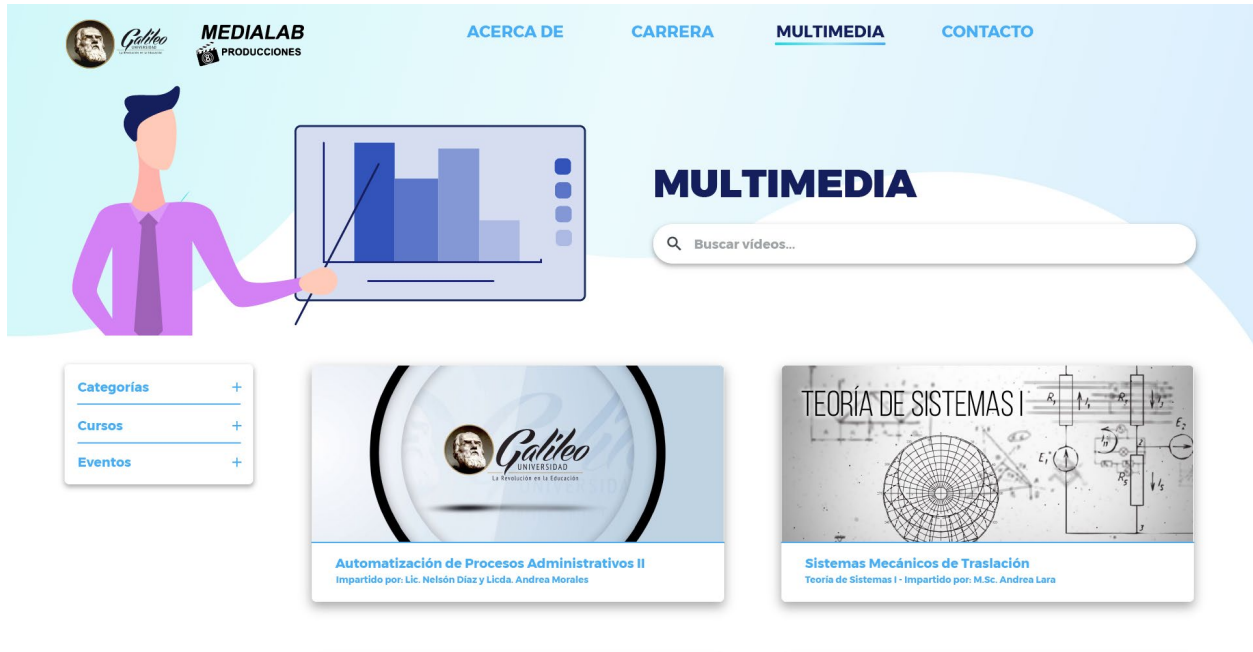 Galileo
UNIVERSIDAD
MEDIALAB
PRODUCCIONES
8
ACERCA DE
CARRERA
MULTIMEDIA
CONTACTO
MULTIMEDIA
Buscar vídeos...
Categorías +
Cursos +
Eventos +
Galileo
UNIVERSIDAD
La Revolución en la Educación
Automatización de Procesos Administrativos II
Impartido por: Lic. Nelsón Díaz y Licda. Andrea Morales
TEORÍA DE SISTEMAS I
Sistemas Mecánicos de Traslación
Teoría de Sistemas I - Impartido por: M.Sc. Andrea Lara